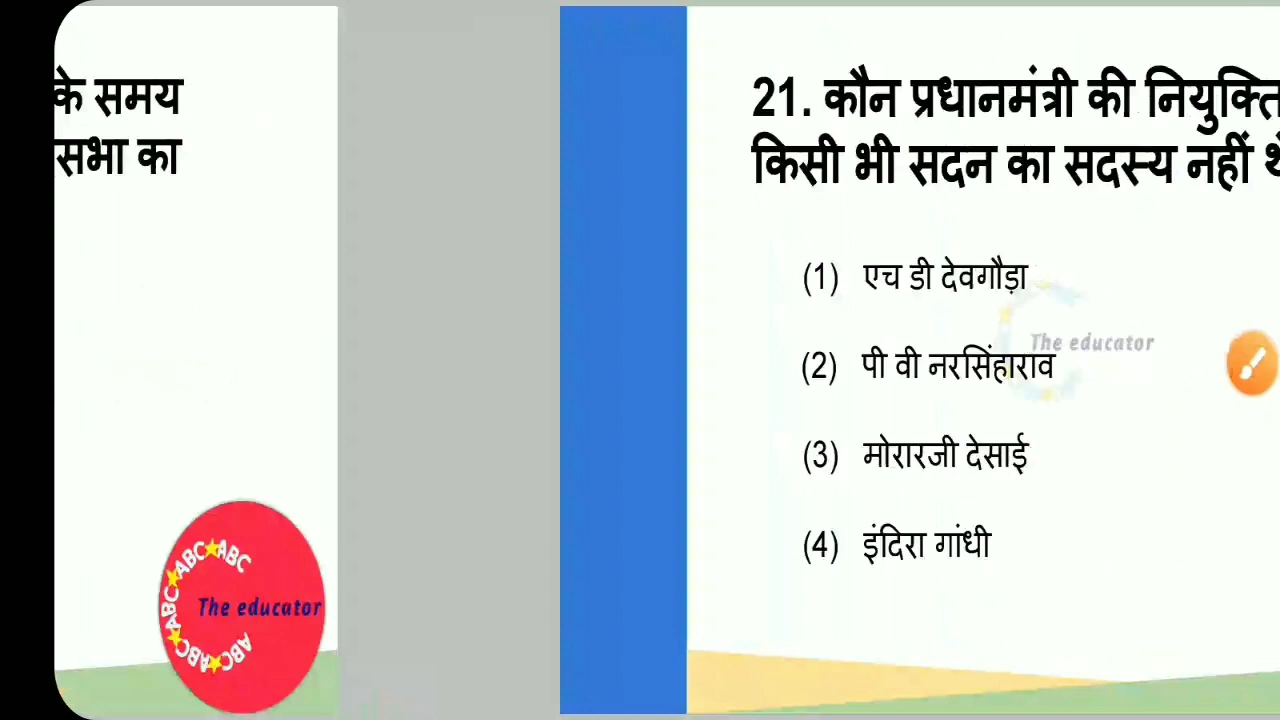 के समय
सभा का
ABC★ABC★ABC★ABC★ABC
The educator
21. कौन प्रधानमंत्री की नियुक्ति
किसी भी सदन का सदस्य नहीं थे
(1) एच डी देवगौड़ा
The educator
(2) पी वी नरसिंहाराव
(3) मोरारजी देसाई
(4) इंदिरा गांधी